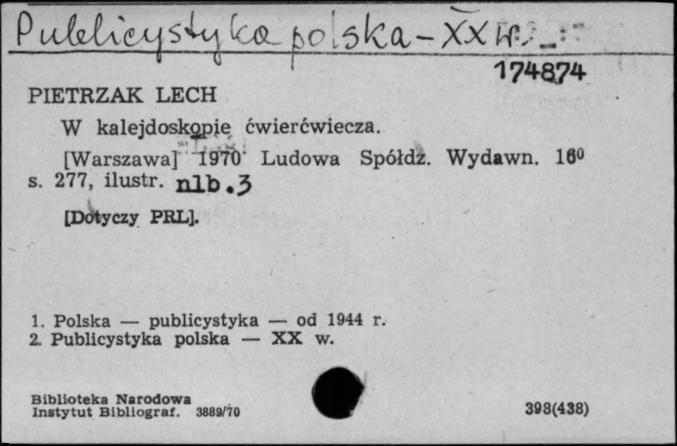 Publicystyka polska – XX w.
174874
PIETRZAK LECH
W kalejdoskopie ćwierćwiecza.
[Warszawa] 1970 Ludowa Spółdz. Wydawn. 16⁰
s. 277, ilustr. nlb.3
[Dotyczy PRL].
1. Polska — publicystyka — od 1944 r.
2. Publicystyka polska — XX w.
Biblioteka Narodowa
Instytut Bibliograf. 3889/70
398(438)